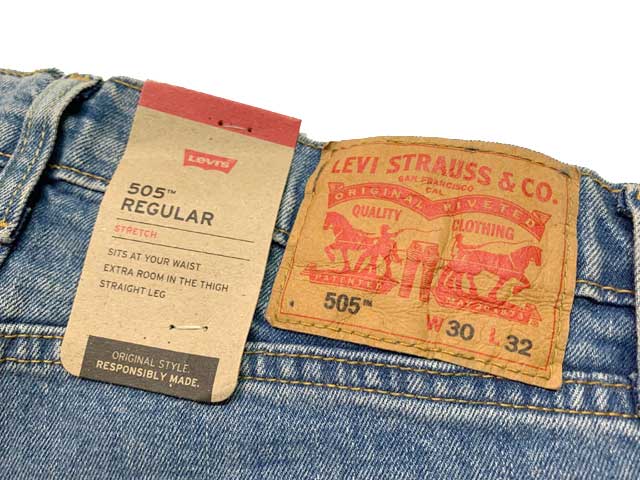 Levi's
505™
REGULAR
STRETCH
SITS AT YOUR WAIST
EXTRA ROOM IN THE THIGH
STRAIGHT LEG
ORIGINAL STYLE.
RESPONSIBLY MADE.
LEVI STRAUSS & CO.
SAN FRANCISCO
CAL
ORIGINAL RIVETED
QUALITY CLOTHING
PATENTED
505™
W 30 L 32